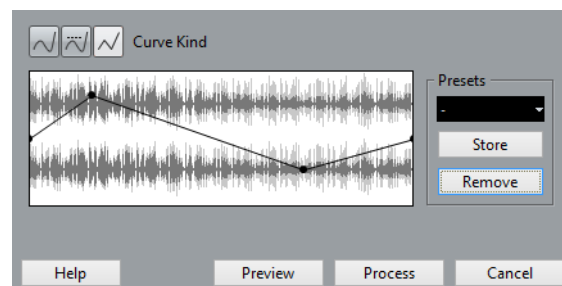 Curve Kind
Presets
-
Store
Remove
Help
Preview
Process
Cancel